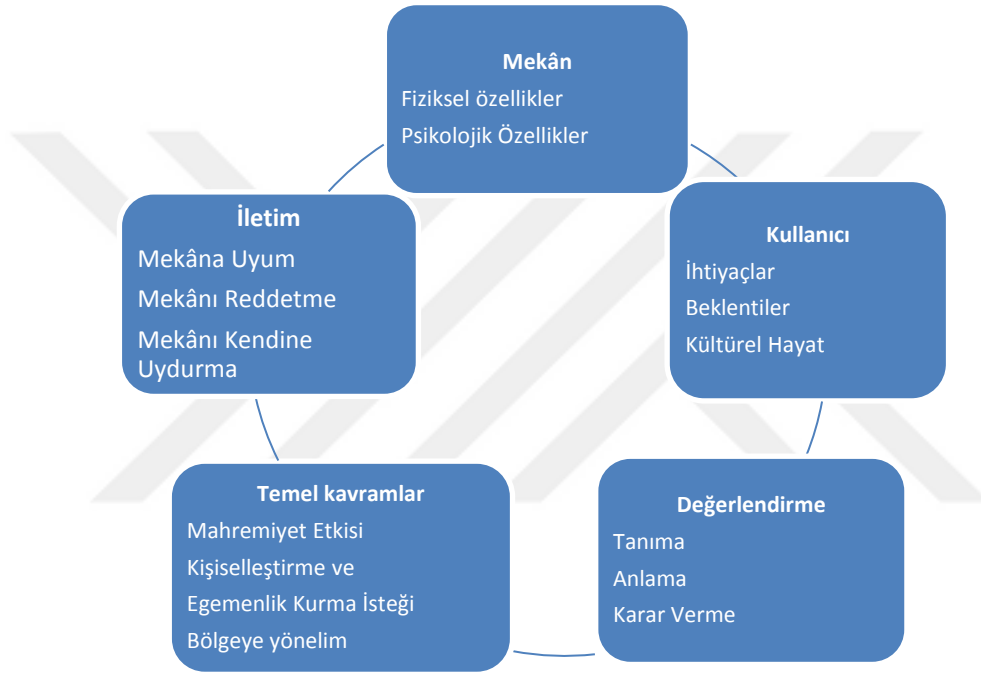 Mekân
Fiziksel özellikler
Psikolojik Özellikler
Kullanıcı
İhtiyaçlar
Beklentiler
Kültürel Hayat
Değerlendirme
Tanıma
Anlama
Karar Verme
Temel kavramlar
Mahremiyet Etkisi
Kişiselleştirme ve
Egemenlik Kurma İsteği
Bölgeye yönelim
İletim
Mekâna Uyum
Mekânı Reddetme
Mekânı Kendine
Uydurma